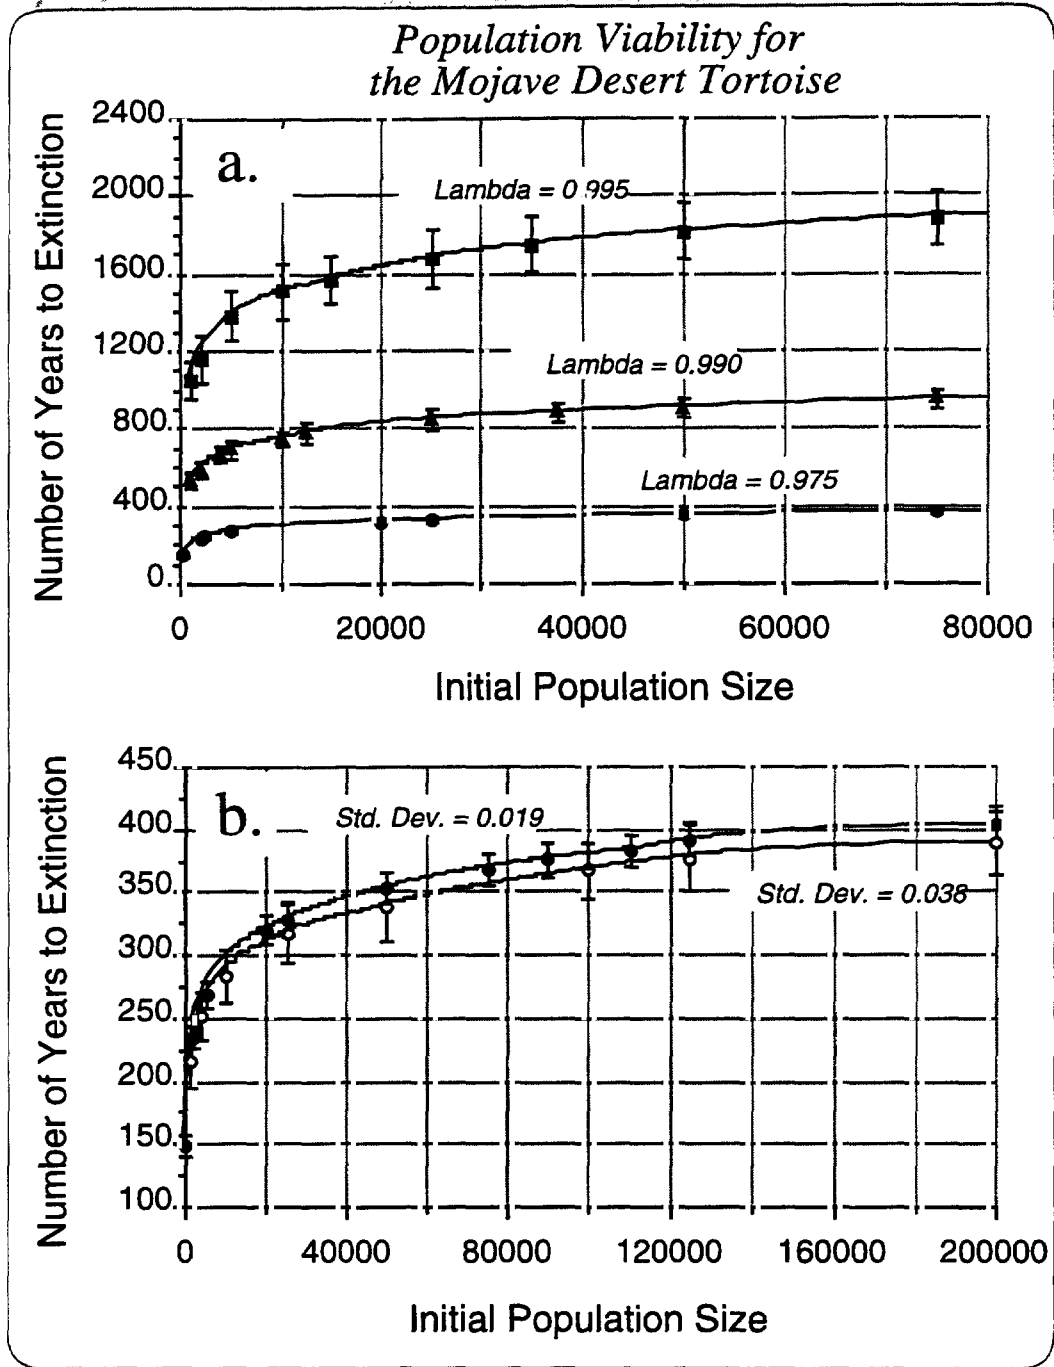 Population Viability for
the Mojave Desert Tortoise
a.
Number of Years to Extinction
2400
2000
1600
1200
800
400
0
Lambda = 0.995
Lambda = 0.990
Lambda = 0.975
0 20000 40000 60000 80000
Initial Population Size
b.
Number of Years to Extinction
450
400
350
300
250
200
150
100
Std. Dev. = 0.019
Std. Dev. = 0.038
0 40000 80000 120000 160000 200000
Initial Population Size